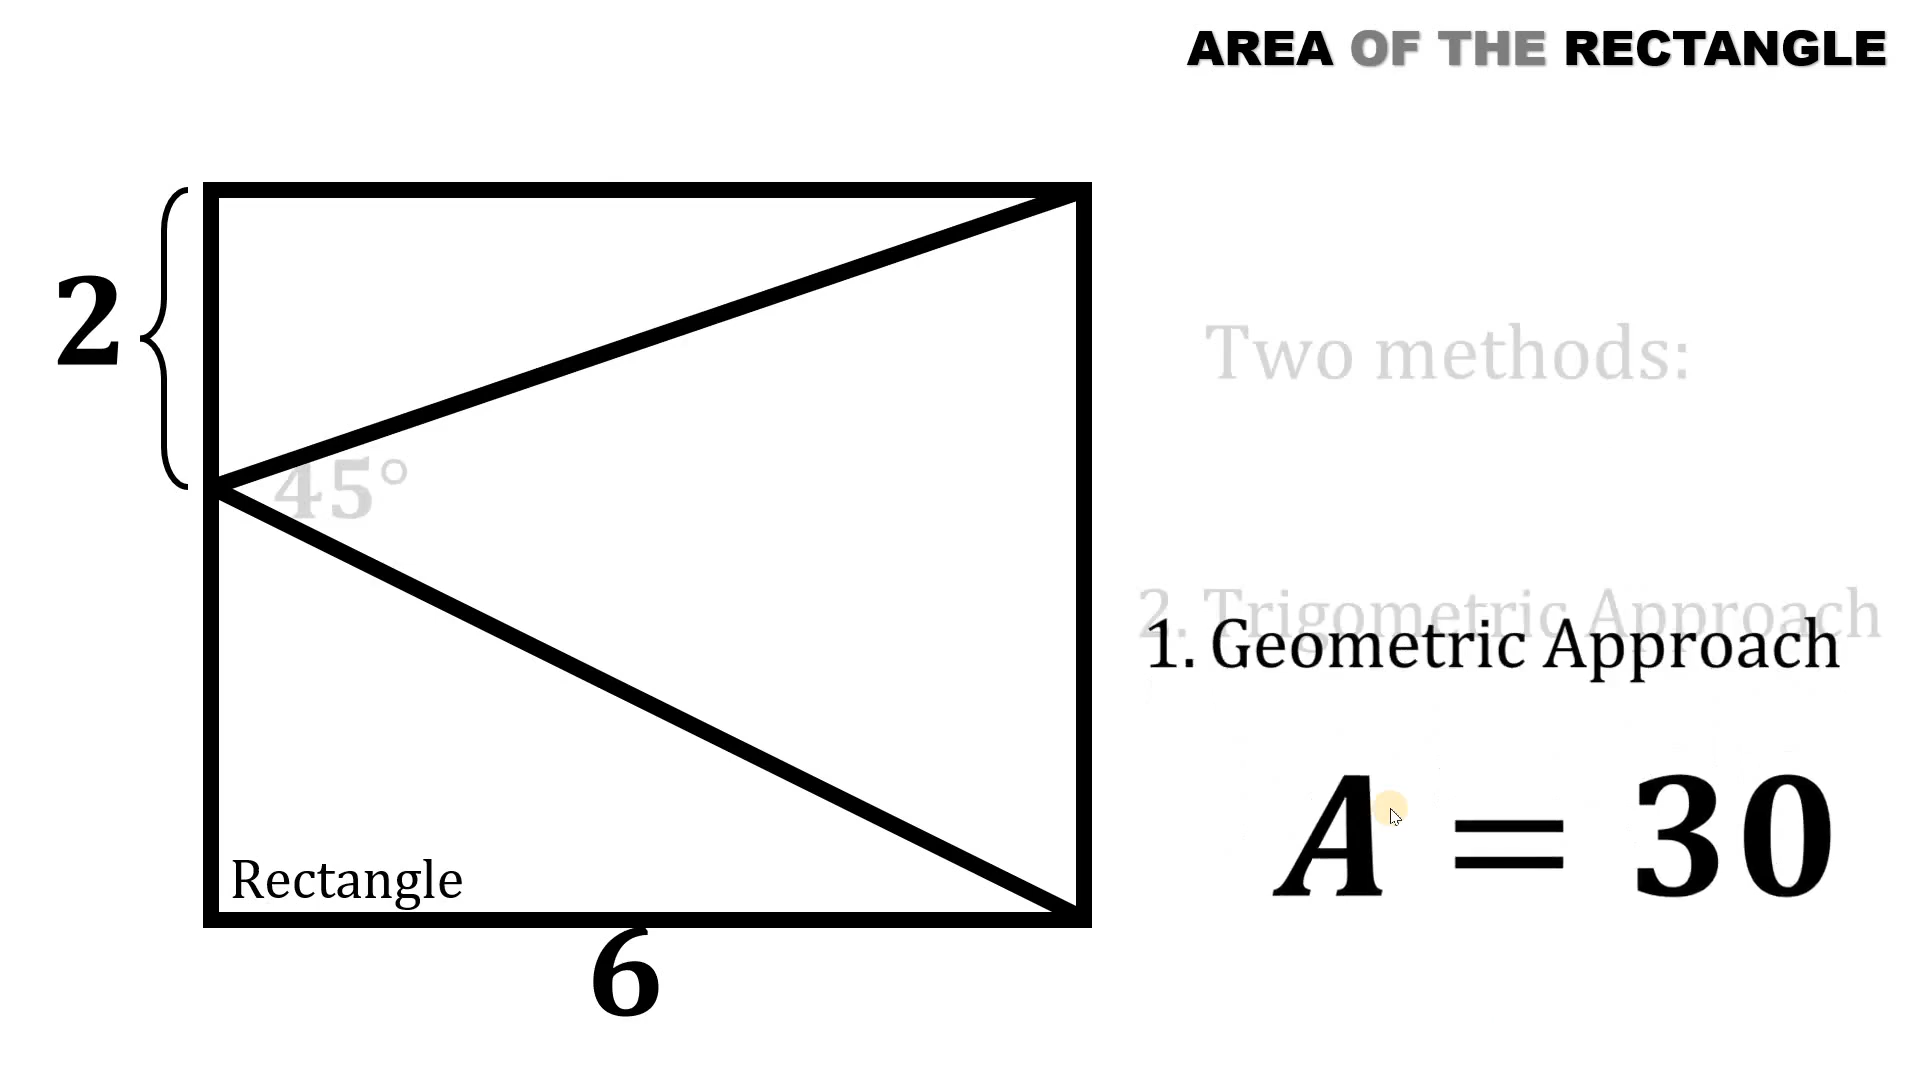 AREA OF THE RECTANGLE
2
Two methods:
45°
2. Trigometric Approach
1. Geometric Approach
A = 30
Rectangle
6